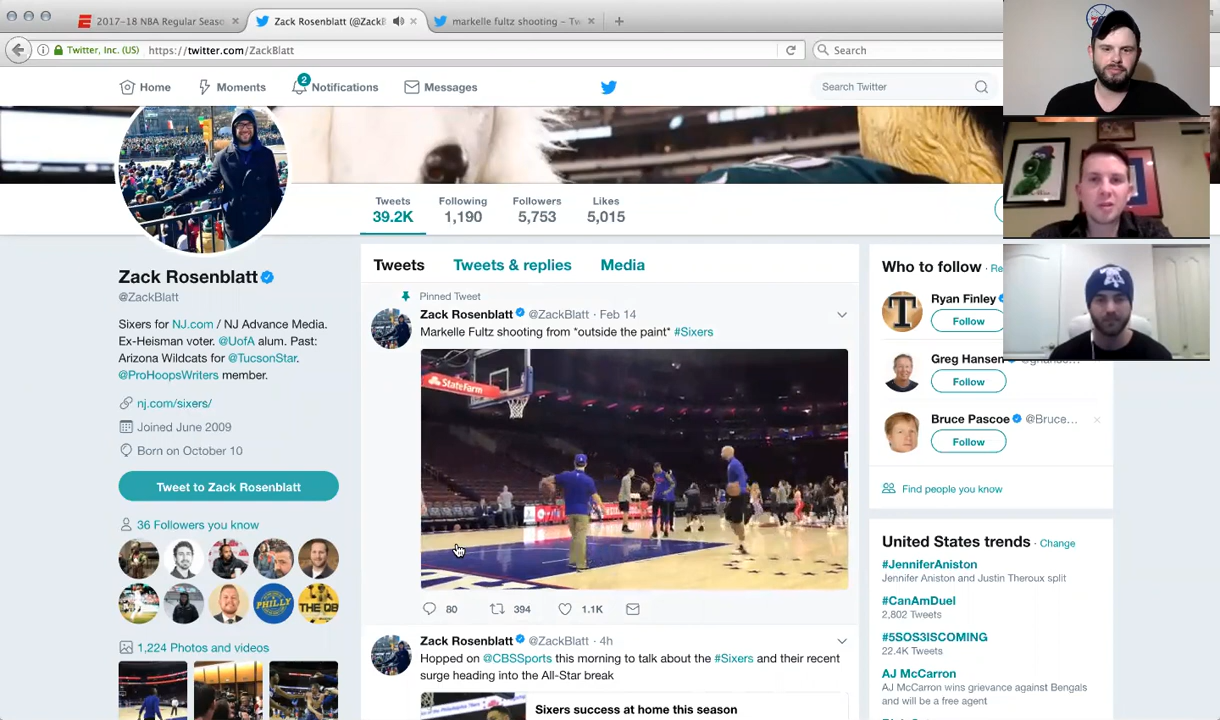 2017-18 NBA Regular Seaso
Zack Rosenblatt (@ZackB
markelle fultz shooting - Tw
Twitter, Inc. (US)
https://twitter.com/ZackBlatt
Search
Home
Moments
2
Notifications
Messages
Search Twitter
Tweets
Following
Followers
Likes
39.2K
1,190
5,753
5,015
Zack Rosenblatt
@ZackBlatt
Sixers for NJ.com / NJ Advance Media.
Ex-Heisman voter. @UofA alum. Past:
Arizona Wildcats for @TucsonStar.
@ProHoopsWriters member.
nj.com/sixers/
Joined June 2009
Born on October 10
Tweet to Zack Rosenblatt
36 Followers you know
PHILLY
THE QB
1,224 Photos and videos
Tweets
Tweets & replies
Media
Pinned Tweet
Zack Rosenblatt @ZackBlatt · Feb 14
Markelle Fultz shooting from *outside the paint* #Sixers
StateFarm
80
394
1.1K
Zack Rosenblatt @ZackBlatt · 4h
Hopped on @CBSSports this morning to talk about the #Sixers and their recent
surge heading into the All-Star break
Sixers success at home this season
Who to follow · Re
T
Ryan Finley
Follow
Greg Hansen
Follow
Bruce Pascoe @Bruce...
Follow
Find people you know
United States trends · Change
#JenniferAniston
Jennifer Aniston and Justin Theroux split
#CanAmDuel
2,802 Tweets
#5SOS3ISCOMING
22.4K Tweets
AJ McCarron
AJ McCarron wins grievance against Bengals
and will be a free agent